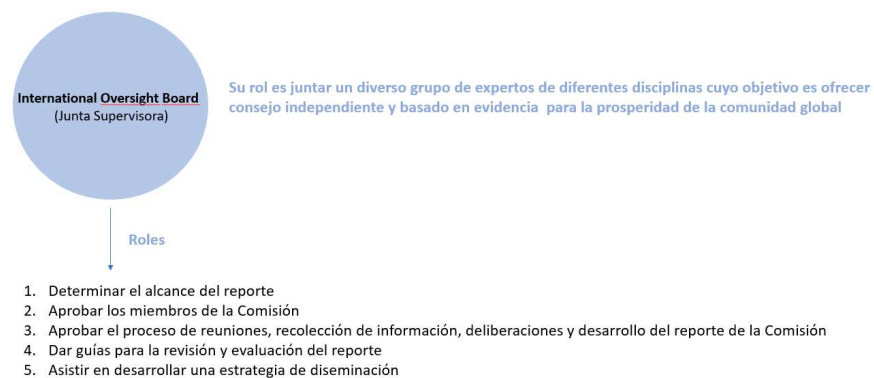 International Oversight Board
(Junta Supervisora)
Su rol es juntar un diverso grupo de expertos de diferentes disciplinas cuyo objetivo es ofrecer
consejo independiente y basado en evidencia para la prosperidad de la comunidad global
Roles
1. Determinar el alcance del reporte
2. Aprobar los miembros de la Comisión
3. Aprobar el proceso de reuniones, recolección de información, deliberaciones y desarrollo del reporte de la Comisión
4. Dar guías para la revisión y evaluación del reporte
5. Asistir en desarrollar una estrategia de diseminación